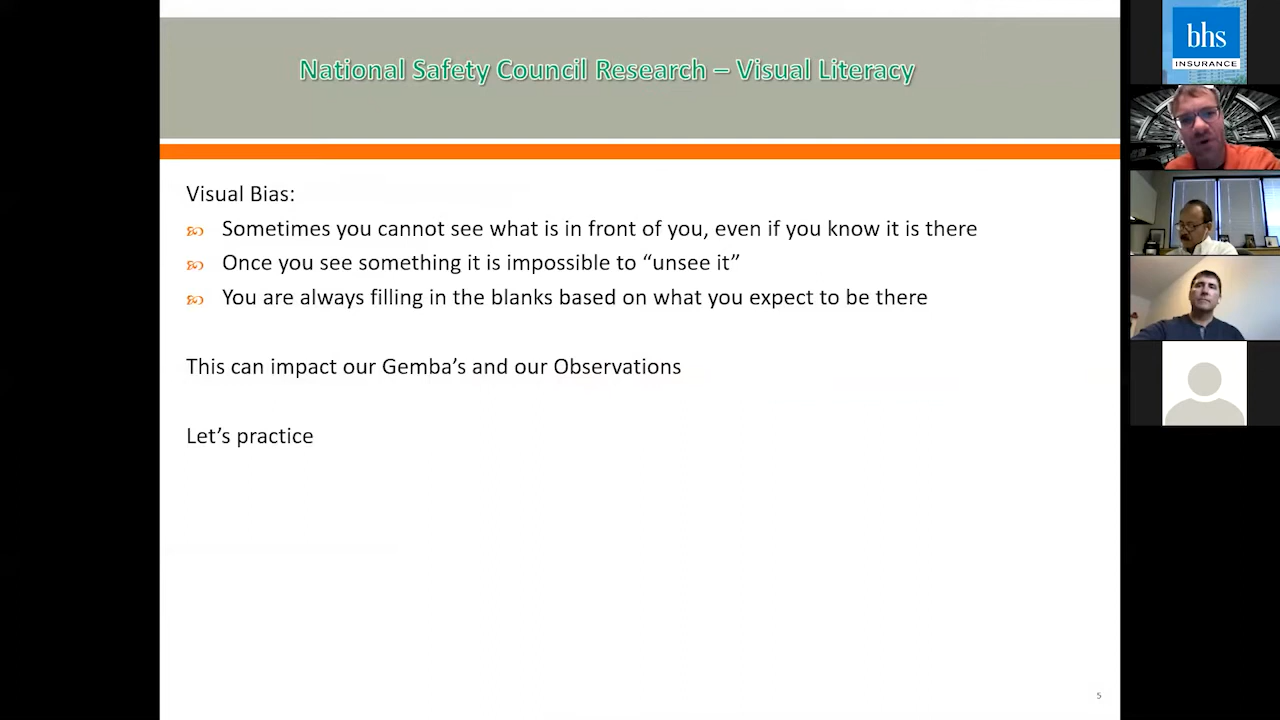 National Safety Council Research – Visual Literacy
Visual Bias:
Sometimes you cannot see what is in front of you, even if you know it is there
Once you see something it is impossible to “unsee it”
You are always filling in the blanks based on what you expect to be there
This can impact our Gemba’s and our Observations
Let’s practice
5
bhs
INSURANCE